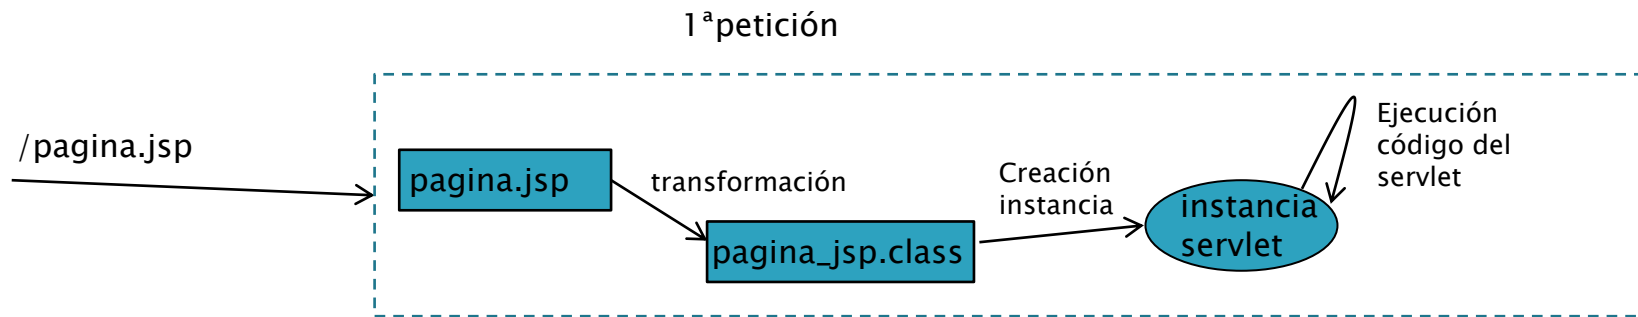 1ªpetición
/pagina.jsp
pagina.jsp
transformación
pagina_jsp.class
Creación
instancia
instancia
servlet
Ejecución
código del
servlet